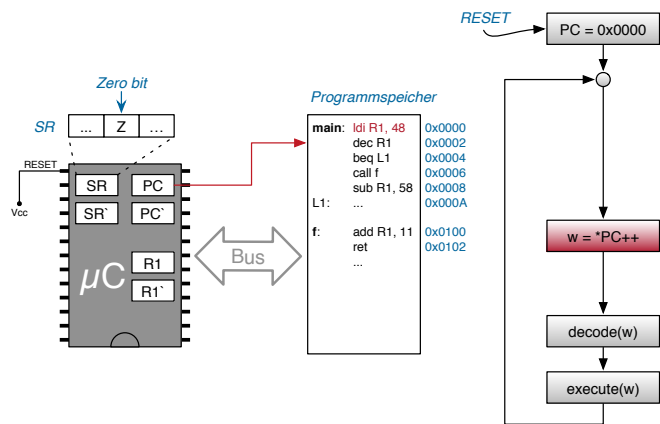 RESET
PC = 0x0000
Zero bit
SR
... Z ...
Programmspeicher
main: ldi R1, 48 0x0000
dec R1 0x0002
beq L1 0x0004
call f 0x0006
sub R1, 58 0x0008
L1: ... 0x000A
f: add R1, 11 0x0100
ret 0x0102
...
RESET
Vcc
SR PC
SR` PC`
R1
R1`
µC
Bus
w = *PC++
decode(w)
execute(w)